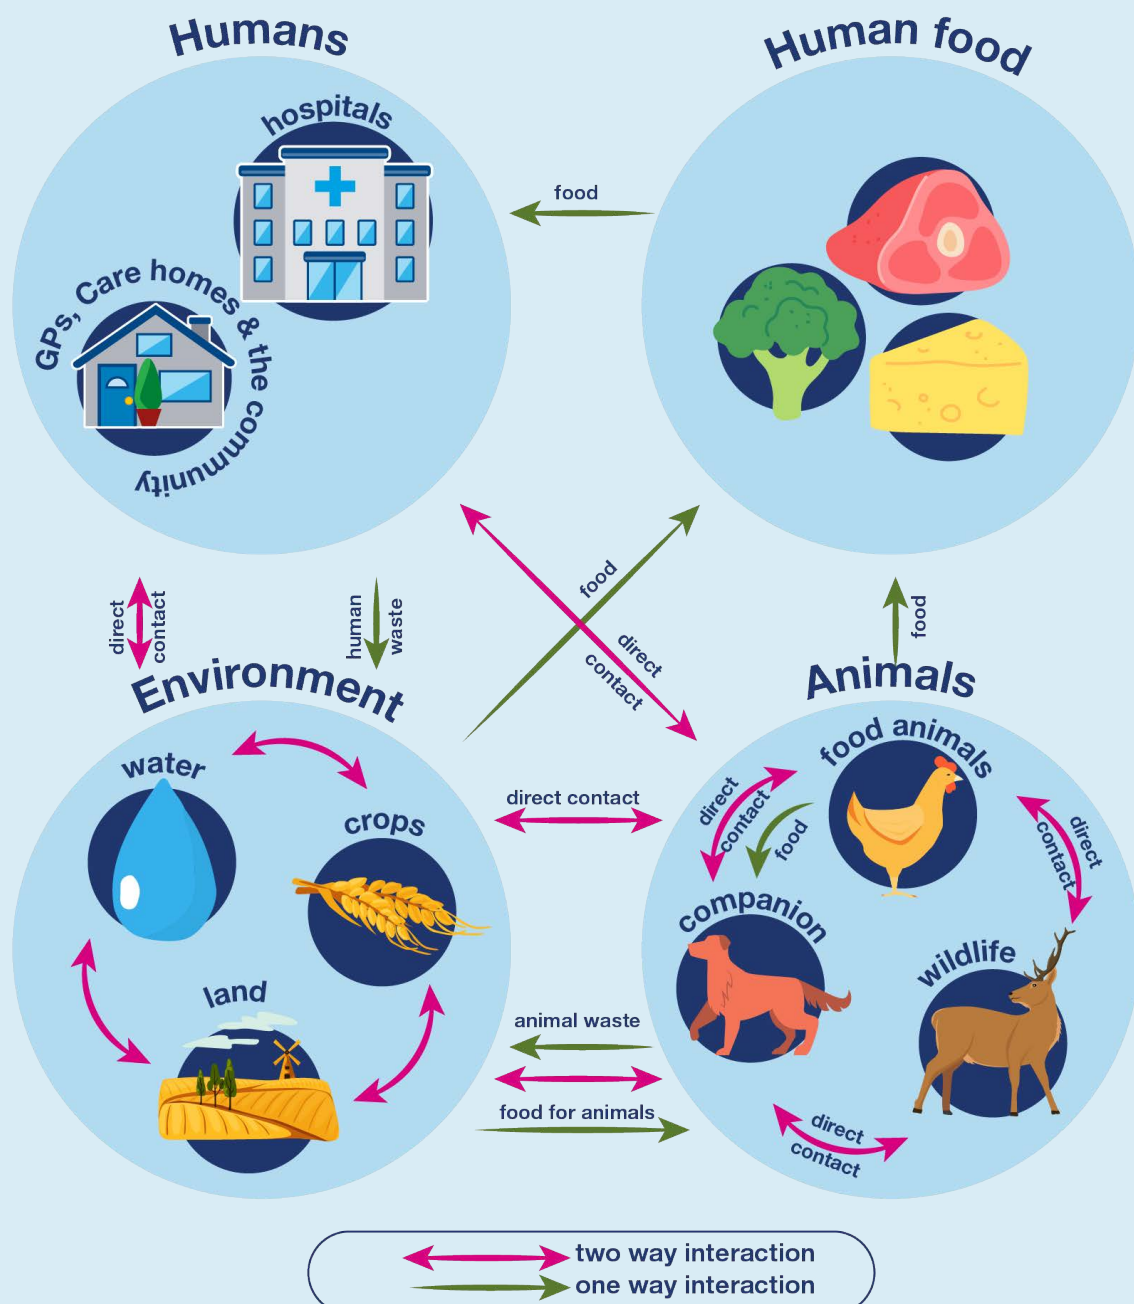 Humans
Human food
hospitals
GPs, Care homes & the community
food
direct
contact
human
waste
food
direct
contact
food
Environment
Animals
water
crops
land
direct contact
food animals
direct
contact
food
direct
contact
companion
wildlife
animal waste
food for animals
direct
contact
two way interaction
one way interaction